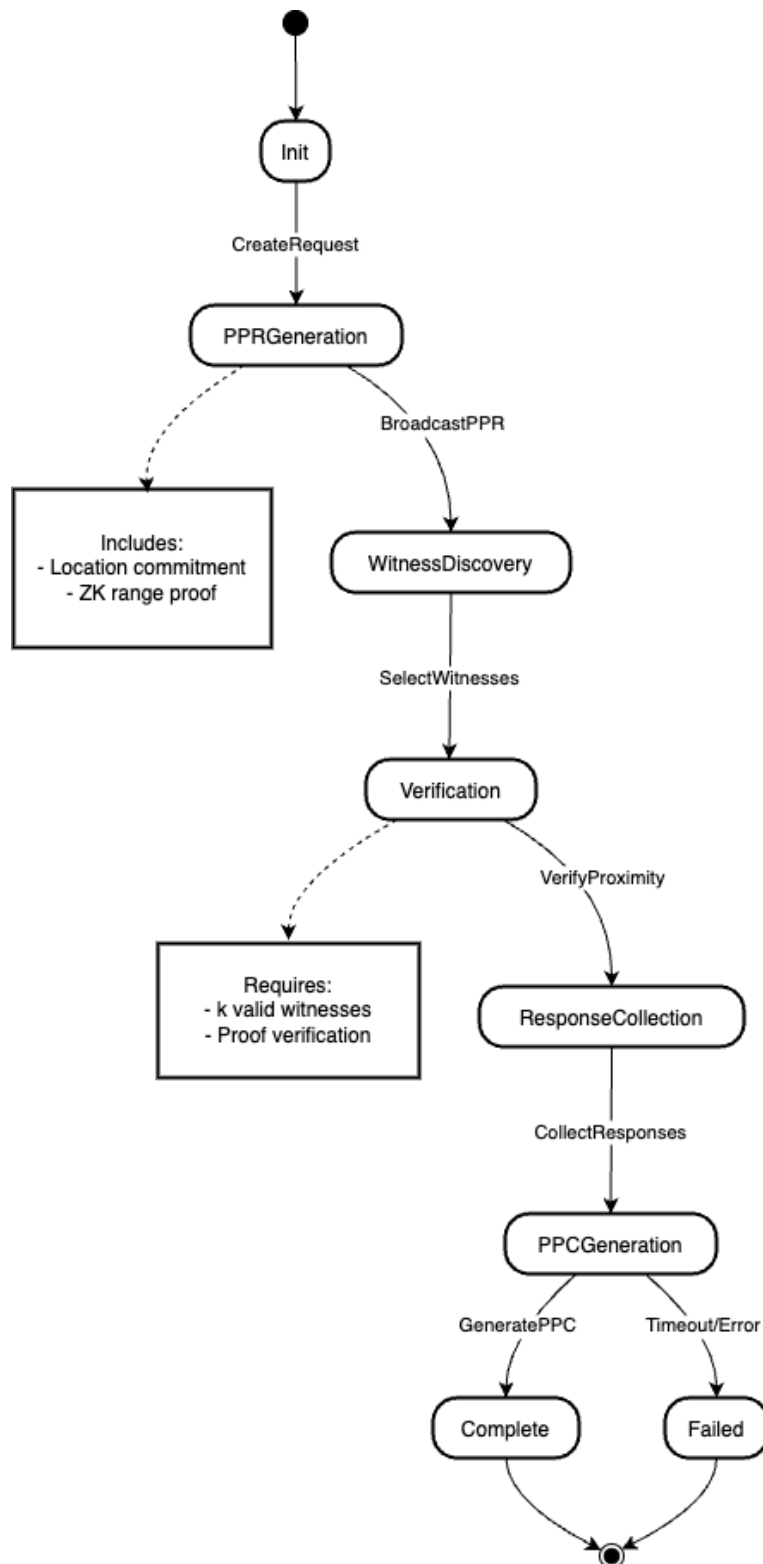 Init
CreateRequest
PPRGeneration
BroadcastPPR
Includes:
- Location commitment
- ZK range proof
WitnessDiscovery
SelectWitnesses
Verification
VerifyProximity
Requires:
- k valid witnesses
- Proof verification
ResponseCollection
CollectResponses
PPCGeneration
GeneratePPC
Timeout/Error
Complete
Failed